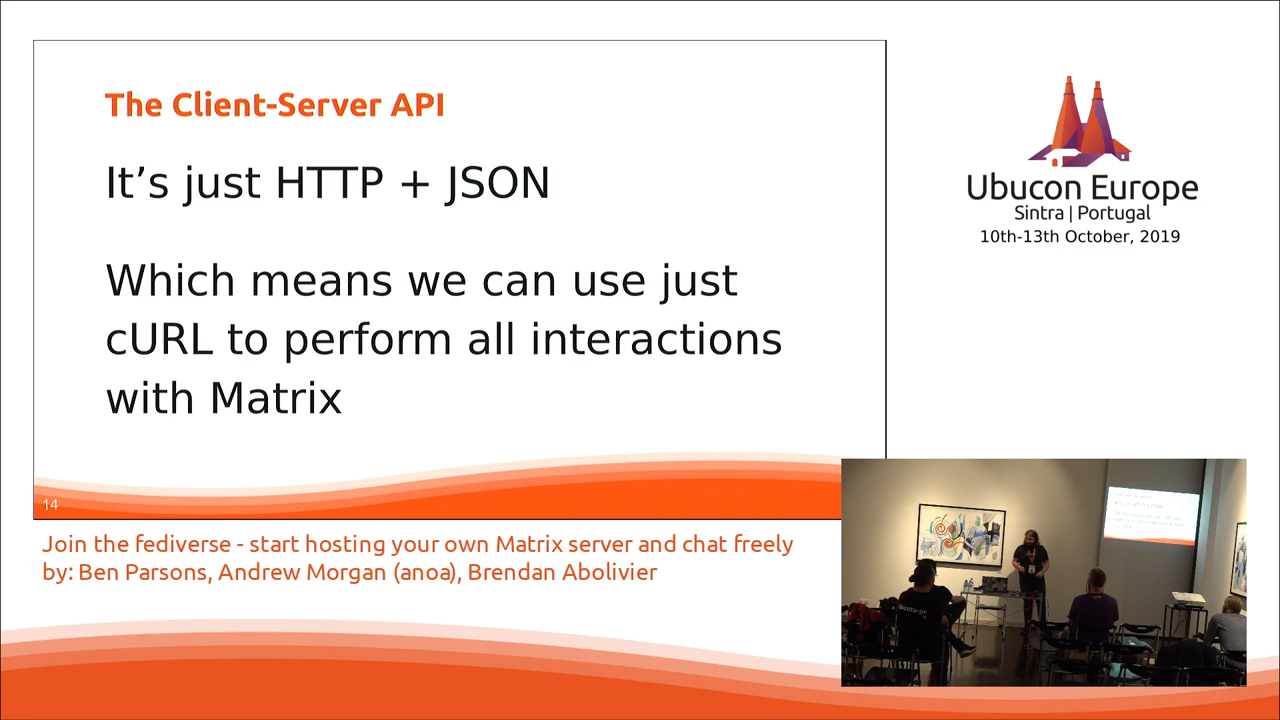 The Client-Server API
It’s just HTTP + JSON
Which means we can use just
cURL to perform all interactions
with Matrix
14
Join the fediverse - start hosting your own Matrix server and chat freely
by: Ben Parsons, Andrew Morgan (anoa), Brendan Abolivier
Ubucon Europe
Sintra | Portugal
10th-13th October, 2019